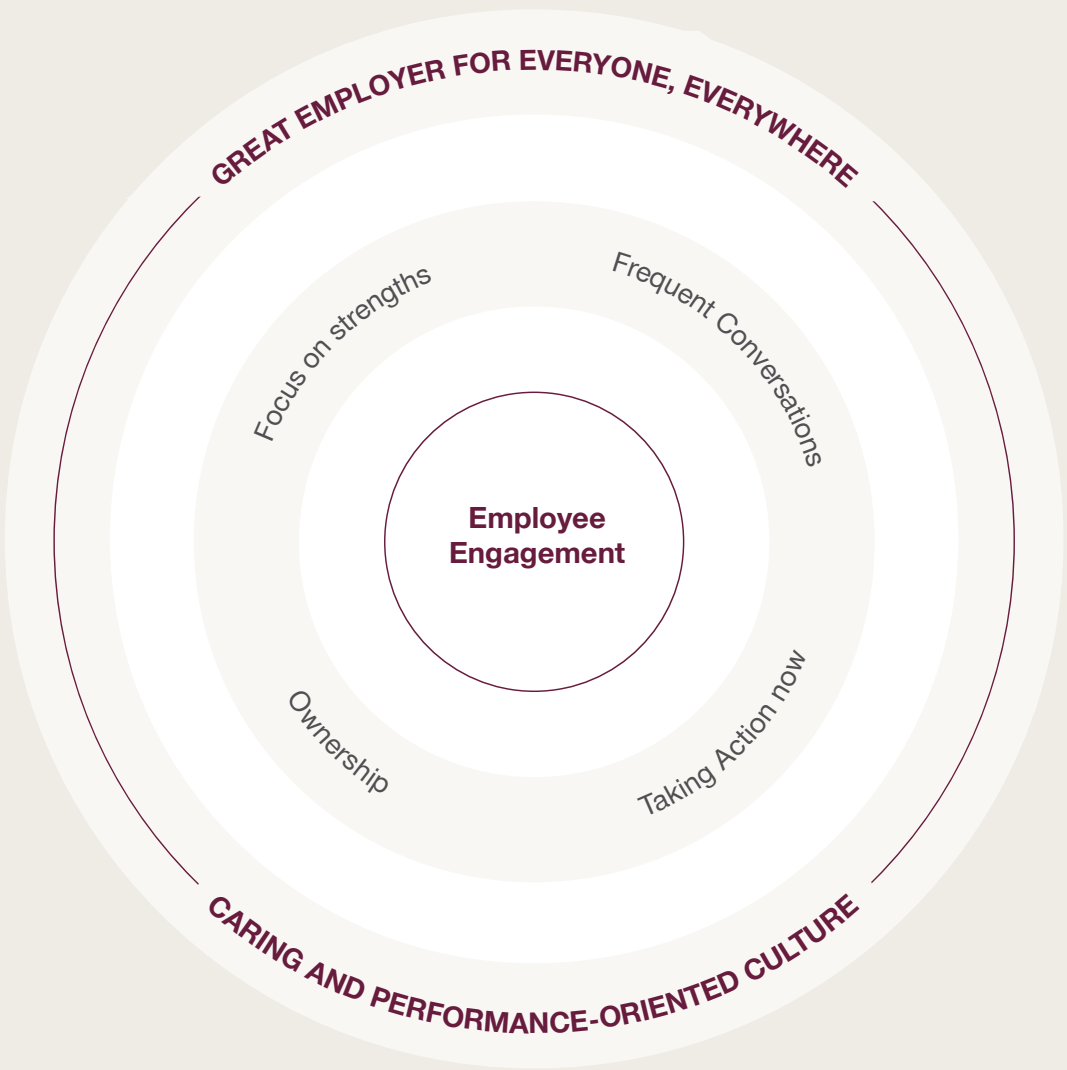 GREAT EMPLOYER FOR EVERYONE, EVERYWHERE
Focus on strengths
Frequent Conversations
Employee
Engagement
Ownership
Taking Action now
CARING AND PERFORMANCE-ORIENTED CULTURE